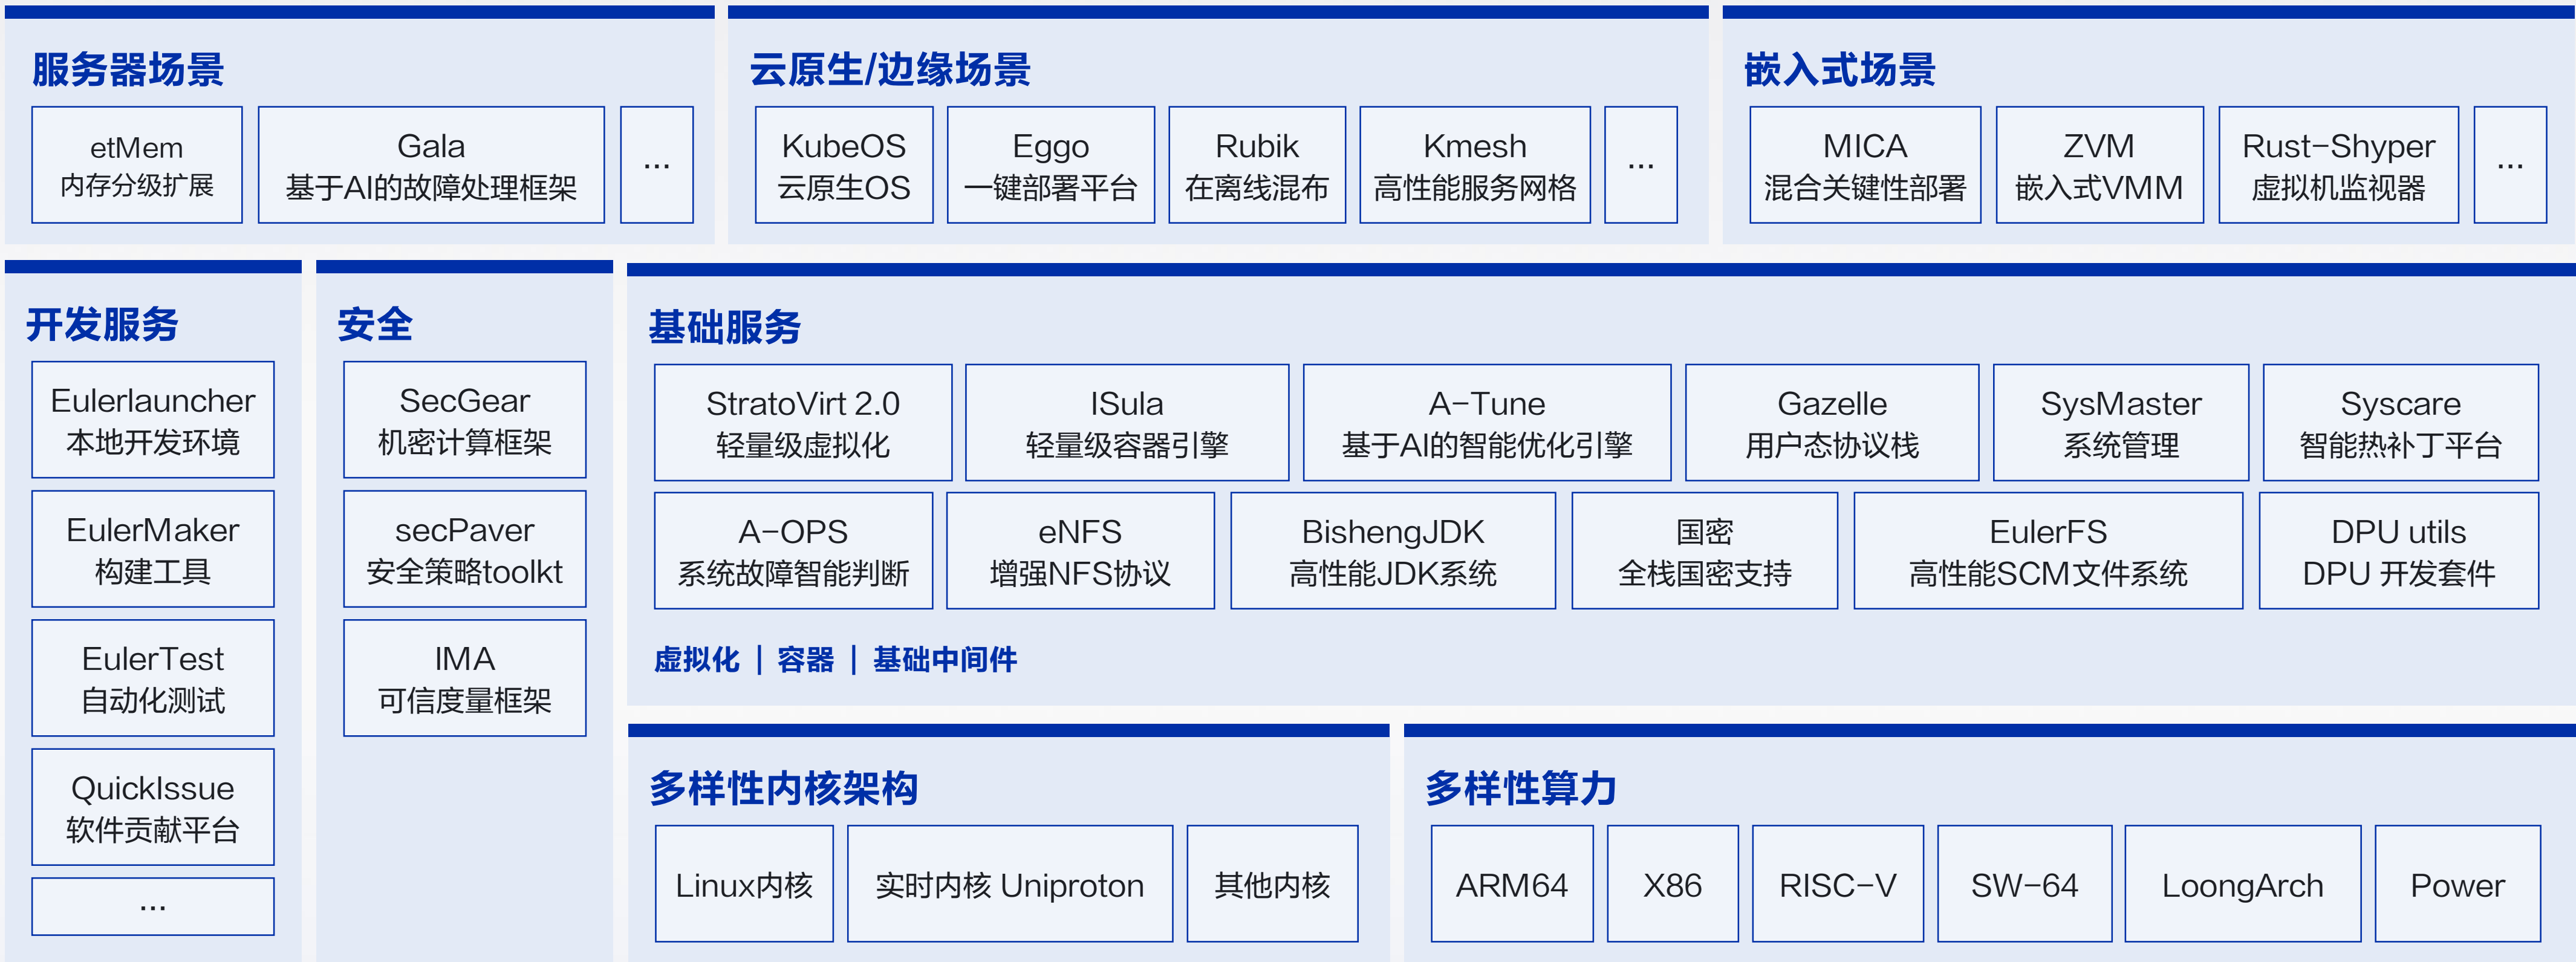 服务器场景
etMem
内存分级扩展
Gala
基于AI的故障处理框架
...
云原生/边缘场景
KubeOS
云原生OS
Eggo
一键部署平台
Rubik
在离线混布
Kmesh
高性能服务网格
...
嵌入式场景
MICA
混合关键性部署
ZVM
嵌入式VMM
Rust-Shyper
虚拟机监视器
...
开发服务
Eulerlauncher
本地开发环境
EulerMaker
构建工具
EulerTest
自动化测试
QuickIssue
软件贡献平台
...
安全
SecGear
机密计算框架
secPaver
安全策略toolkt
IMA
可信度量框架
基础服务
StratoVirt 2.0
轻量级虚拟化
ISula
轻量级容器引擎
A-Tune
基于AI的智能优化引擎
Gazelle
用户态协议栈
SysMaster
系统管理
Syscare
智能热补丁平台
A-OPS
系统故障智能判断
eNFS
增强NFS协议
BishengJDK
高性能JDK系统
国密
全栈国密支持
EulerFS
高性能SCM文件系统
DPU utils
DPU 开发套件
虚拟化 | 容器 | 基础中间件
多样性内核架构
Linux内核
实时内核 Uniproton
其他内核
多样性算力
ARM64
X86
RISC-V
SW-64
LoongArch
Power